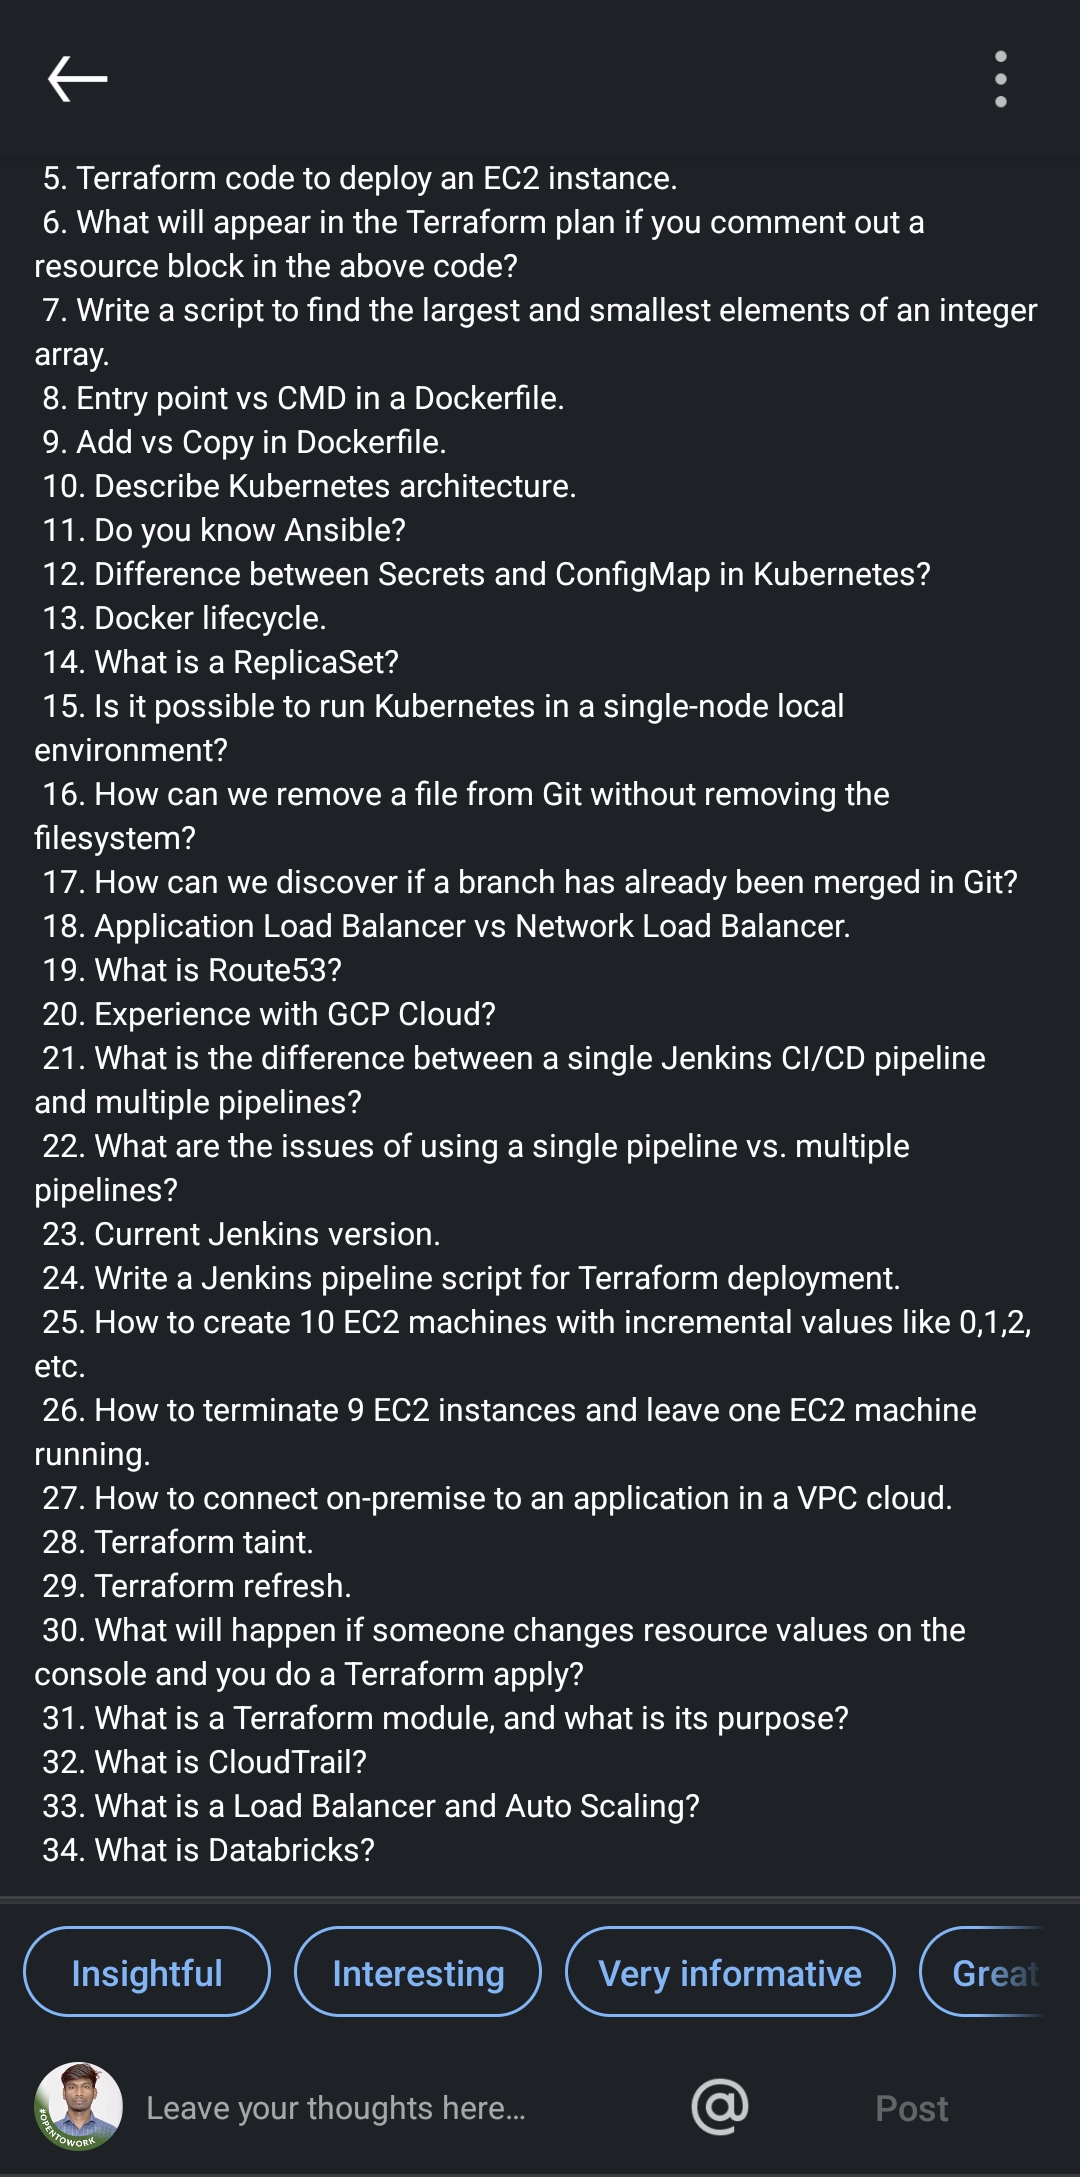 5. Terraform code to deploy an EC2 instance.
6. What will appear in the Terraform plan if you comment out a
resource block in the above code?
7. Write a script to find the largest and smallest elements of an integer
array.
8. Entry point vs CMD in a Dockerfile.
9. Add vs Copy in Dockerfile.
10. Describe Kubernetes architecture.
11. Do you know Ansible?
12. Difference between Secrets and ConfigMap in Kubernetes?
13. Docker lifecycle.
14. What is a ReplicaSet?
15. Is it possible to run Kubernetes in a single-node local
environment?
16. How can we remove a file from Git without removing the
filesystem?
17. How can we discover if a branch has already been merged in Git?
18. Application Load Balancer vs Network Load Balancer.
19. What is Route53?
20. Experience with GCP Cloud?
21. What is the difference between a single Jenkins CI/CD pipeline
and multiple pipelines?
22. What are the issues of using a single pipeline vs. multiple
pipelines?
23. Current Jenkins version.
24. Write a Jenkins pipeline script for Terraform deployment.
25. How to create 10 EC2 machines with incremental values like 0,1,2,
etc.
26. How to terminate 9 EC2 instances and leave one EC2 machine
running.
27. How to connect on-premise to an application in a VPC cloud.
28. Terraform taint.
29. Terraform refresh.
30. What will happen if someone changes resource values on the
console and you do a Terraform apply?
31. What is a Terraform module, and what is its purpose?
32. What is CloudTrail?
33. What is a Load Balancer and Auto Scaling?
34. What is Databricks?
Insightful
Interesting
Very informative
Great
#OPENTOWORK
Leave your thoughts here...
@
Post